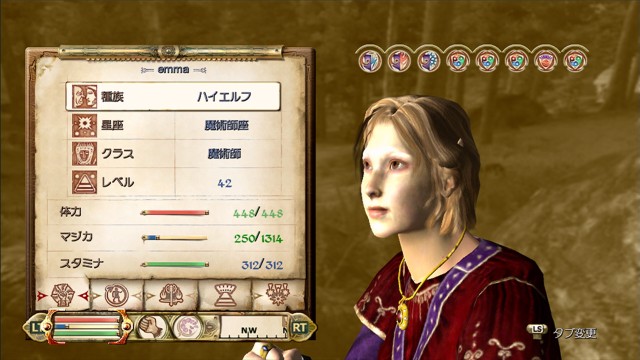 emma
種族 ハイエルフ
星座 魔術師座
クラス 魔術師
レベル 42
体力 448/448
マジカ 250/1314
スタミナ 312/312
LT N.W N RT
LS タブ変更